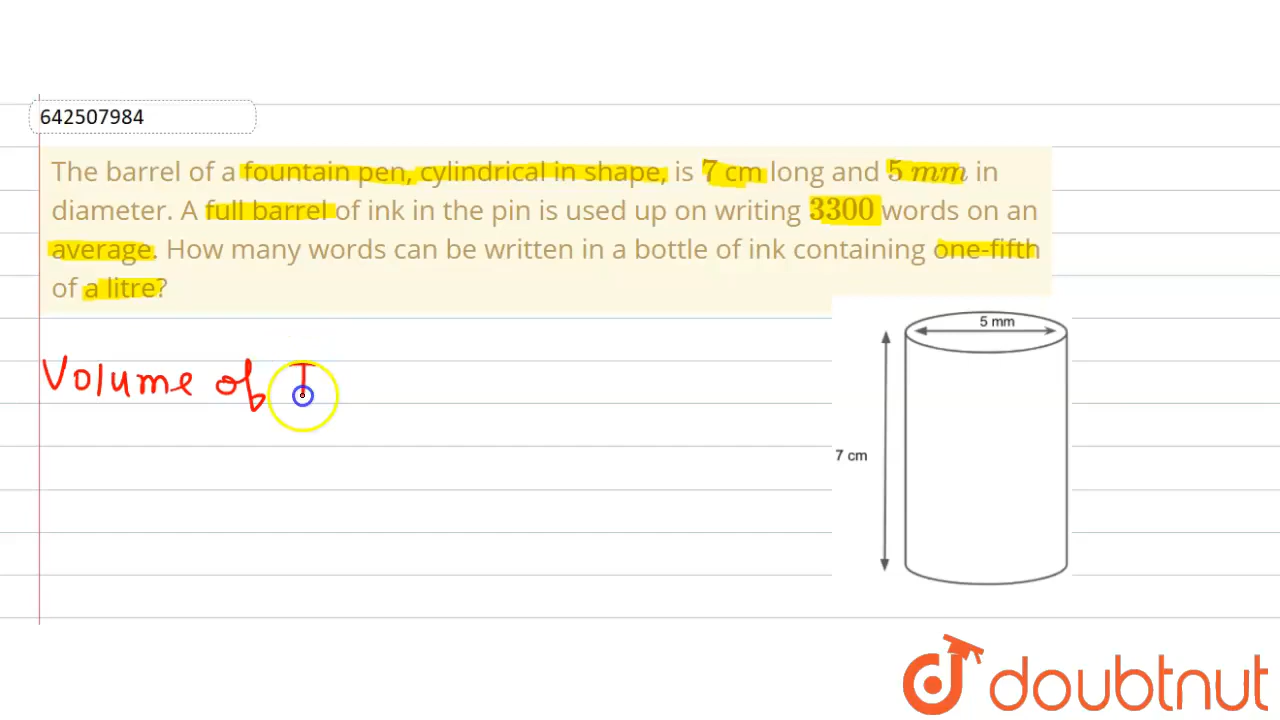 642507984
The barrel of a fountain pen, cylindrical in shape, is 7 cm long and 5 mm in
diameter. A full barrel of ink in the pin is used up on writing 3300 words on an
average. How many words can be written in a bottle of ink containing one-fifth
of a litre?
5 mm
Volume of I
7 cm
doubtnut